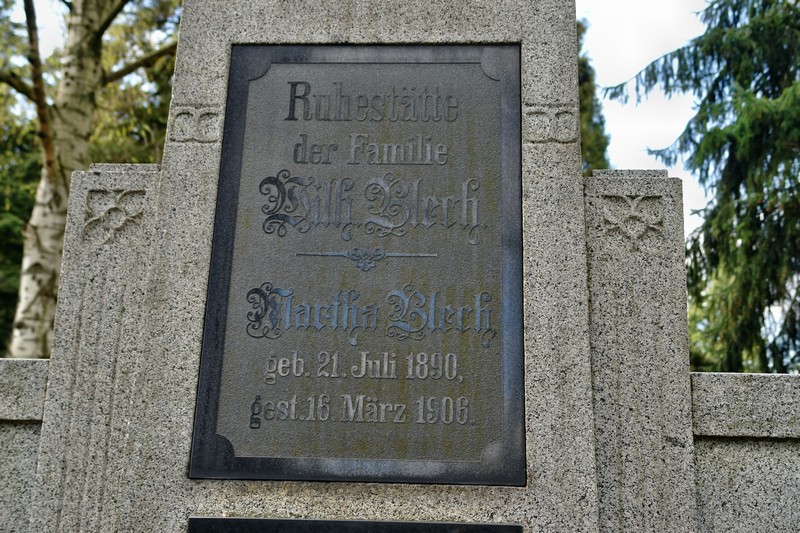 Ruhestätte
der Familie
Wilh. Blech.
Martha Blech
geb. 21. Juli 1890,
gest. 16. März 1906.